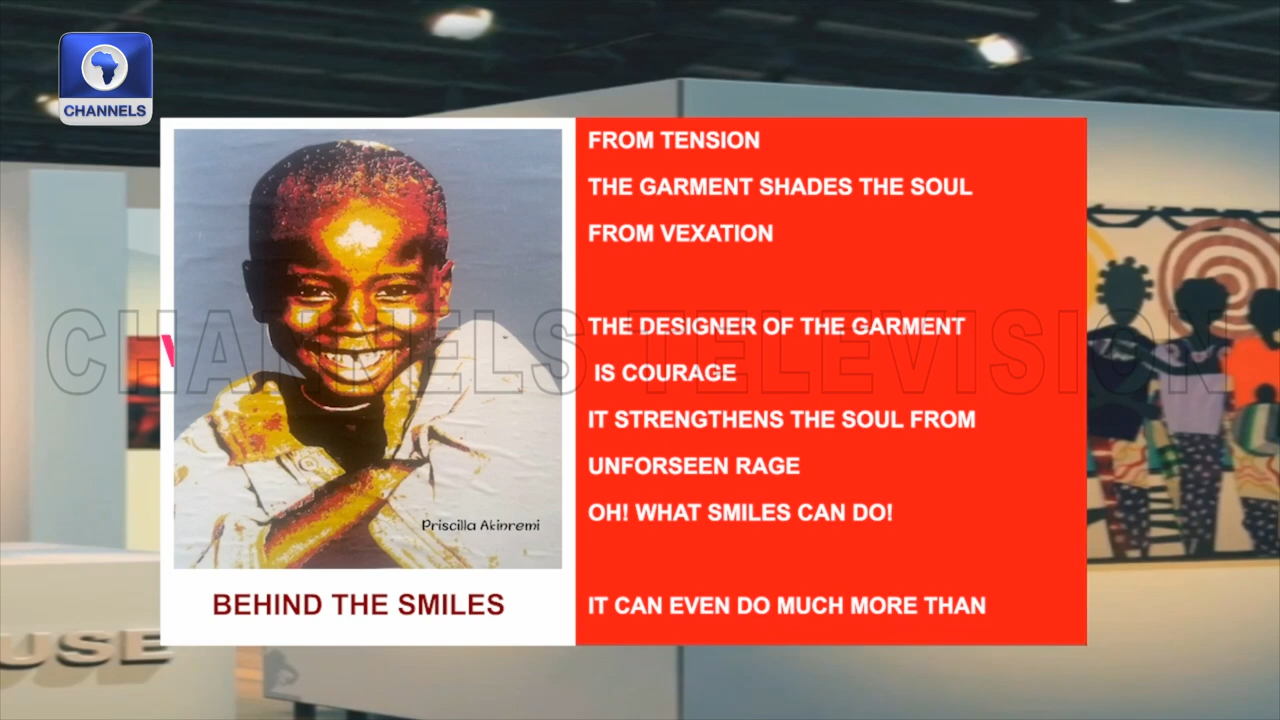 CHANNELS
FROM TENSION
THE GARMENT SHADES THE SOUL
FROM VEXATION
THE DESIGNER OF THE GARMENT
IS COURAGE
IT STRENGTHENS THE SOUL FROM
UNFORSEEN RAGE
OH! WHAT SMILES CAN DO!
IT CAN EVEN DO MUCH MORE THAN
Priscilla Akinremi
BEHIND THE SMILES
CHANNELS TELEVISION
USE